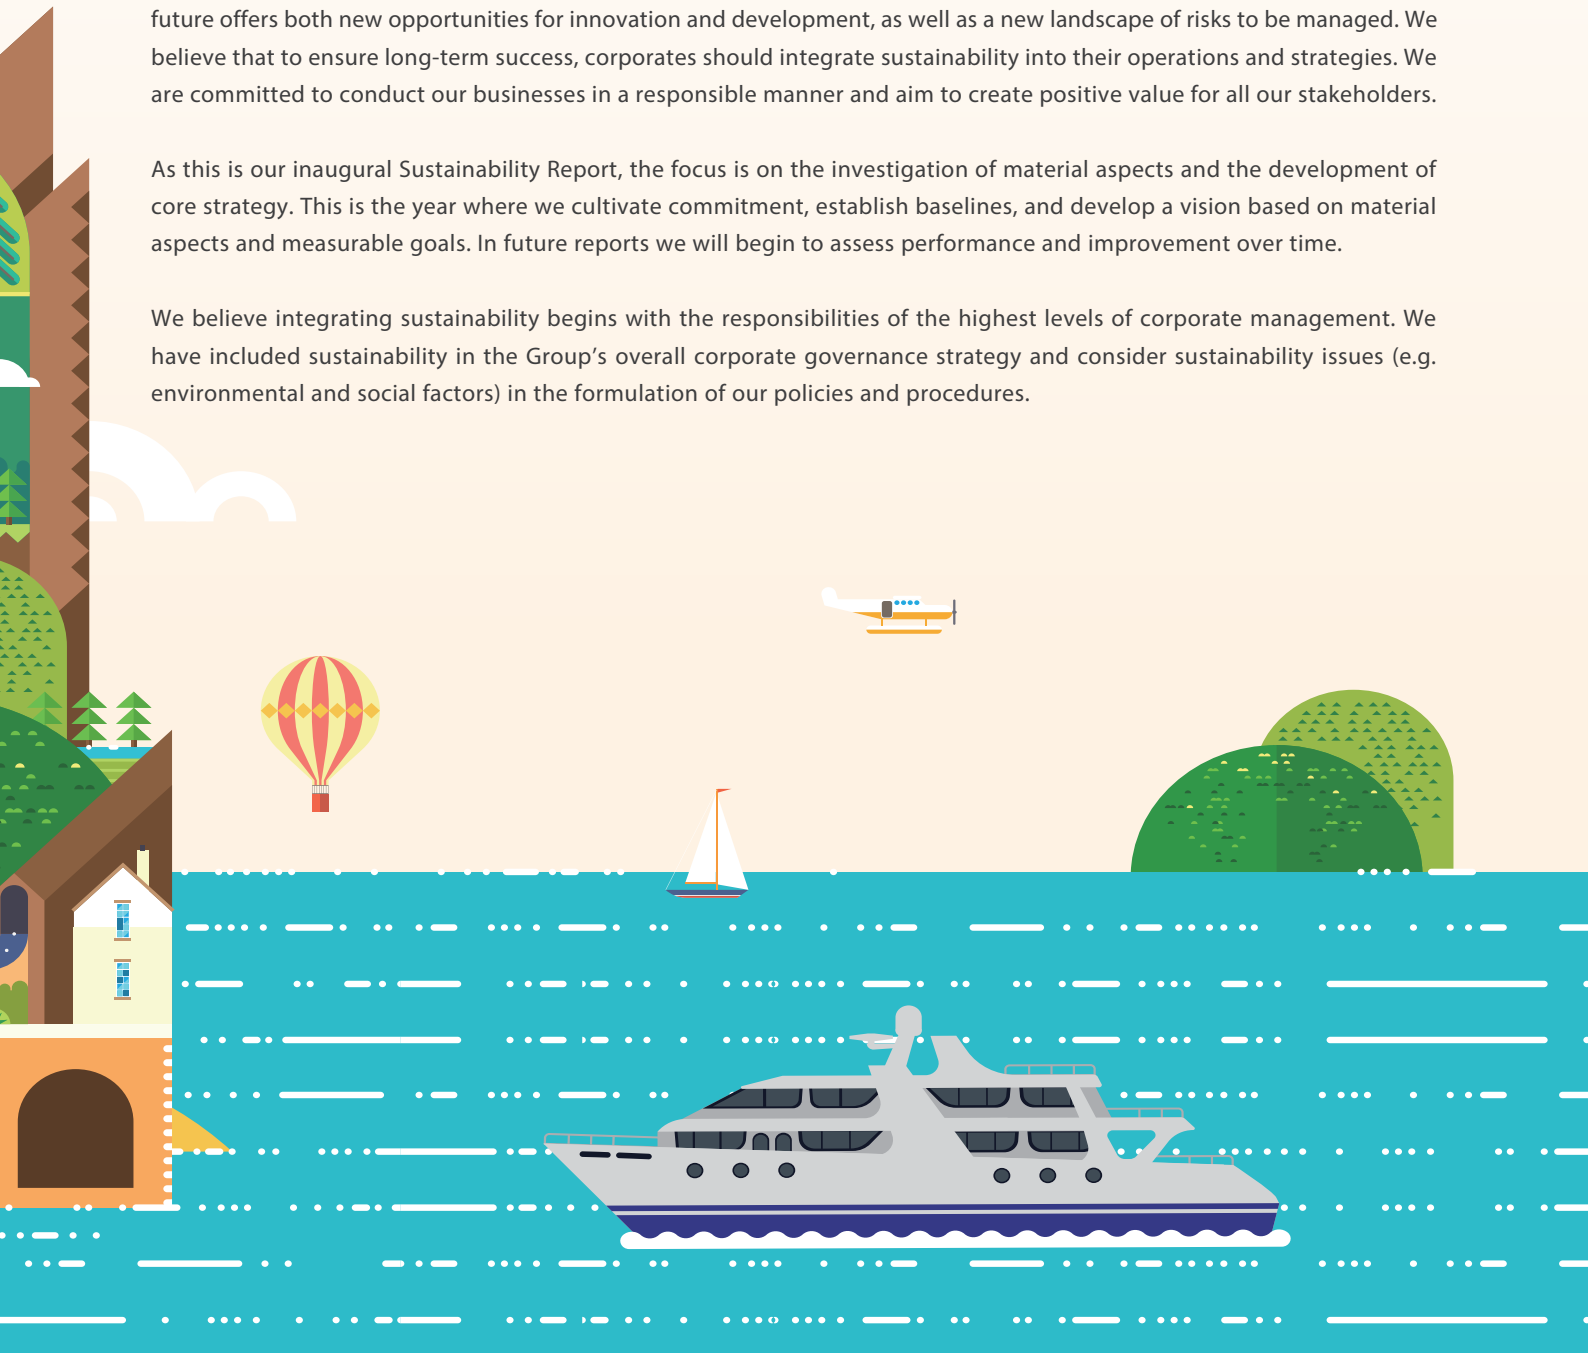 future offers both new opportunities for innovation and development, as well as a new landscape of risks to be managed. We
believe that to ensure long-term success, corporates should integrate sustainability into their operations and strategies. We
are committed to conduct our businesses in a responsible manner and aim to create positive value for all our stakeholders.
As this is our inaugural Sustainability Report, the focus is on the investigation of material aspects and the development of
core strategy. This is the year where we cultivate commitment, establish baselines, and develop a vision based on material
aspects and measurable goals. In future reports we will begin to assess performance and improvement over time.
We believe integrating sustainability begins with the responsibilities of the highest levels of corporate management. We
have included sustainability in the Group’s overall corporate governance strategy and consider sustainability issues (e.g.
environmental and social factors) in the formulation of our policies and procedures.